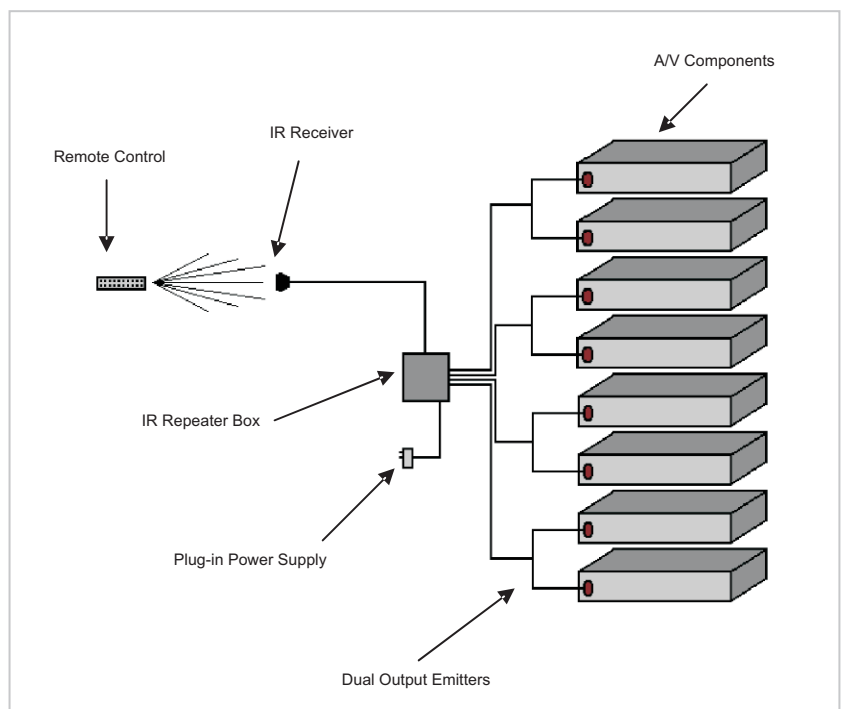 A/V Components
IR Receiver
Remote Control
IR Repeater Box
Plug-in Power Supply
Dual Output Emitters